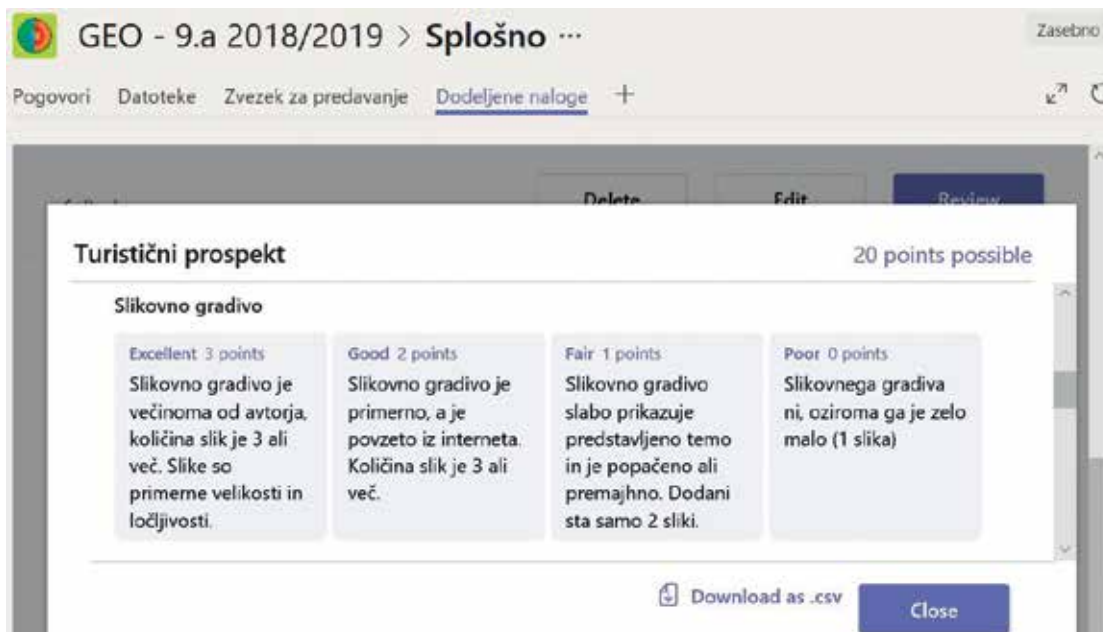 GEO - 9.a 2018/2019 > Splošno ···
Zasebno
Pogovori Datoteke Zvezek za predavanje Dodeljene naloge +
Delete Edit Review
Turistični prospekt
20 points possible
Slikovno gradivo
Excellent 3 points
Slikovno gradivo je
večinoma od avtorja,
količina slik je 3 ali
več. Slike so
primerne velikosti in
ločljivosti.
Good 2 points
Slikovno gradivo je
primerno, a je
povzeto iz interneta.
Količina slik je 3 ali
več.
Fair 1 points
Slikovno gradivo
slabo prikazuje
predstavljeno temo
in je popačeno ali
premajhno. Dodani
sta samo 2 sliki.
Poor 0 points
Slikovnega gradiva
ni, oziroma ga je zelo
malo (1 slika)
Download as .csv
Close